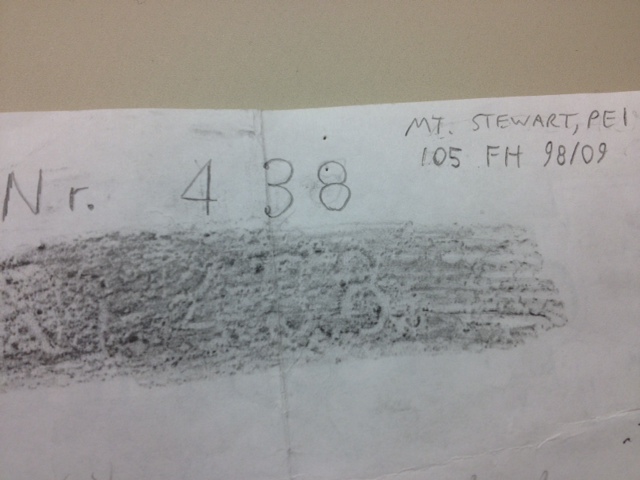 MT. STEWART, PEI
105 FH 98/09
Nr. 438